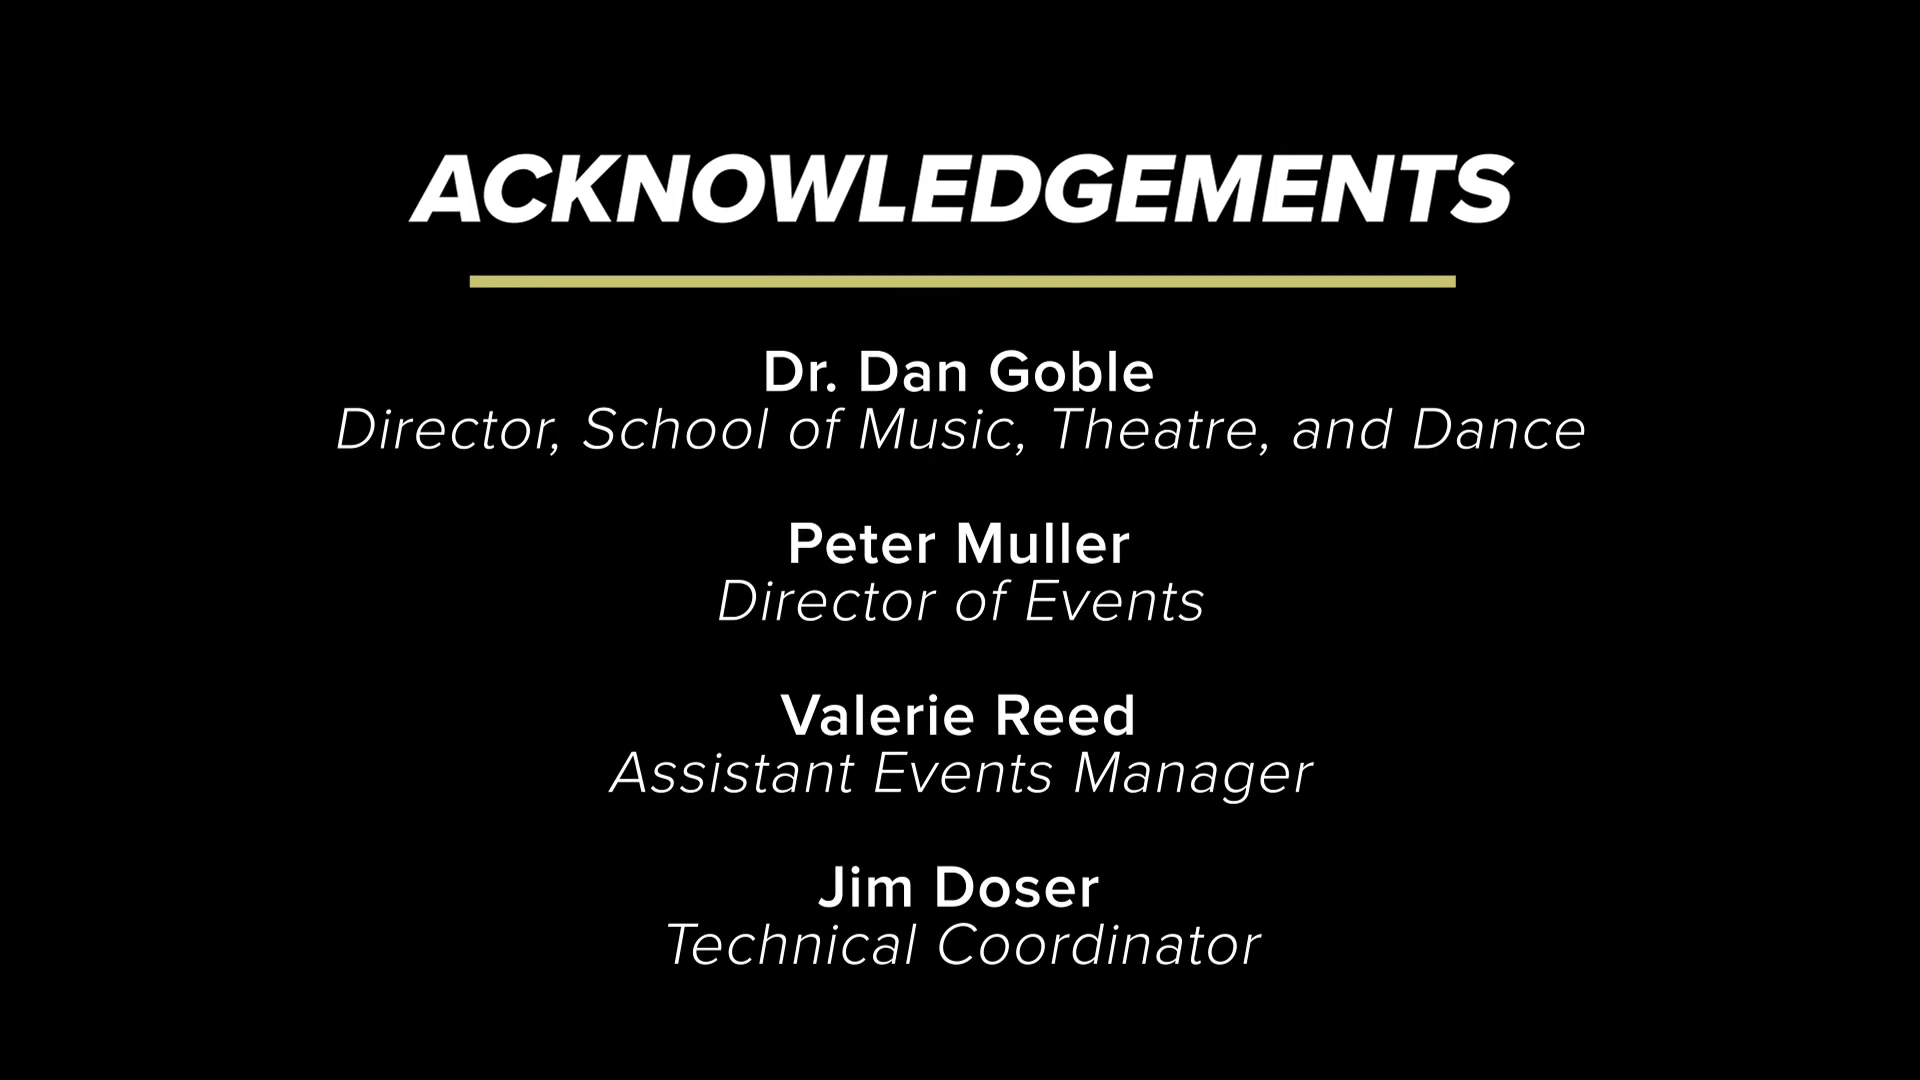 ACKNOWLEDGEMENTS
Dr. Dan Goble
Director, School of Music, Theatre, and Dance
Peter Muller
Director of Events
Valerie Reed
Assistant Events Manager
Jim Doser
Technical Coordinator